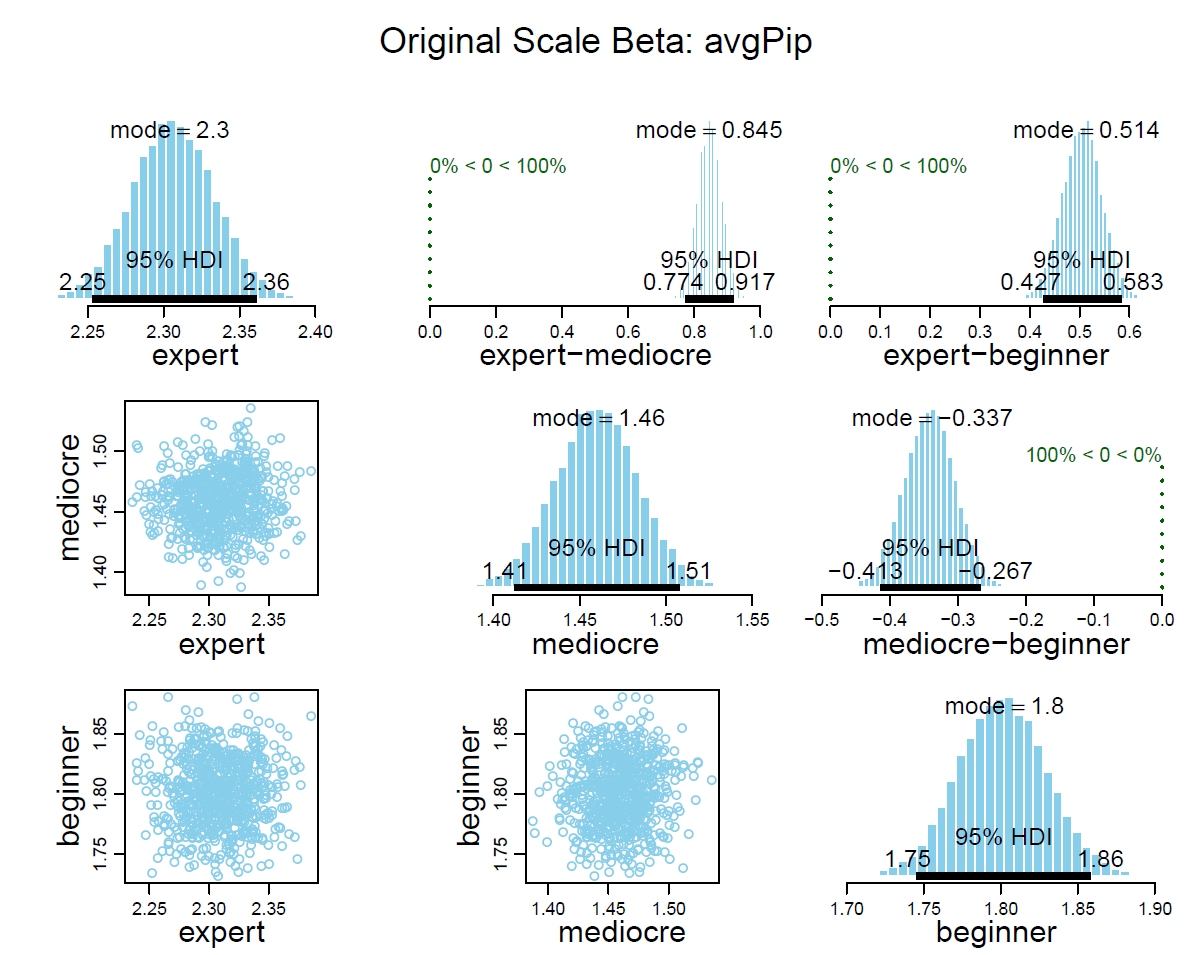 Original Scale Beta: avgPip
mode = 2.3
95% HDI
2.25 2.36
2.25 2.30 2.35 2.40
expert
mode = 0.845
0% < 0 < 100%
95% HDI
0.774 0.917
0.0 0.2 0.4 0.6 0.8 1.0
expert−mediocre
mode = 0.514
0% < 0 < 100%
95% HDI
0.427 0.583
0.0 0.1 0.2 0.3 0.4 0.5 0.6
expert−beginner
mediocre
1.40 1.45 1.50
2.25 2.30 2.35
expert
mode = 1.46
95% HDI
1.41 1.51
1.40 1.45 1.50 1.55
mediocre
mode = −0.337
100% < 0 < 0%
95% HDI
−0.413 −0.267
−0.5 −0.4 −0.3 −0.2 −0.1 0.0
mediocre−beginner
beginner
1.75 1.80 1.85
2.25 2.30 2.35
expert
beginner
1.75 1.80 1.85
1.40 1.45 1.50
mediocre
mode = 1.8
95% HDI
1.75 1.86
1.70 1.75 1.80 1.85 1.90
beginner